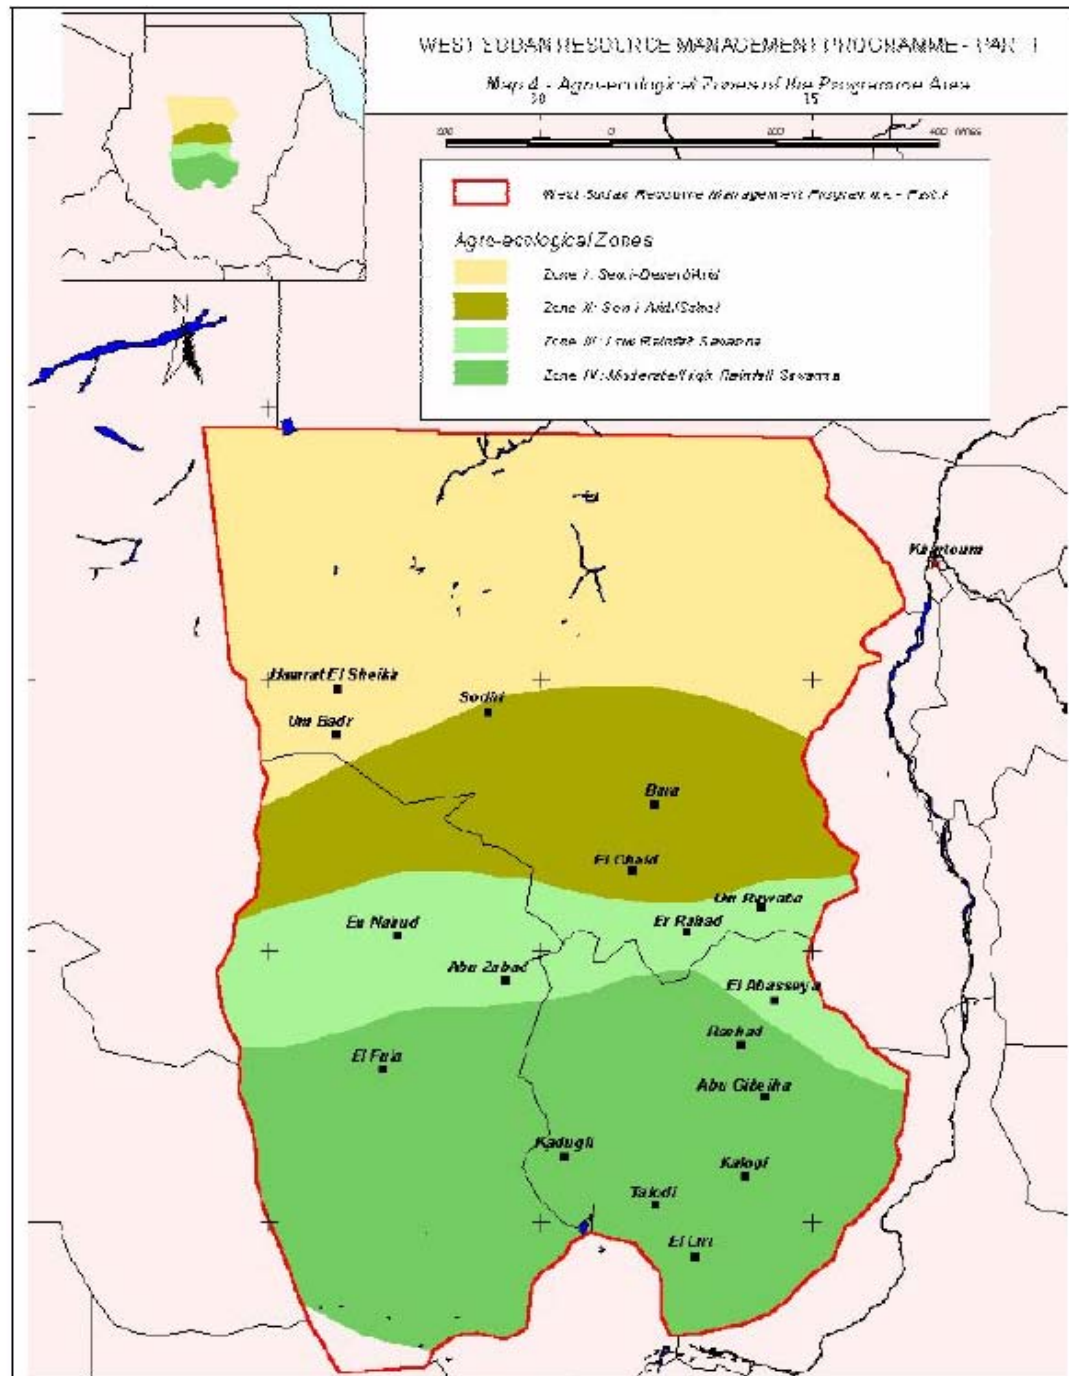 WEST SUDAN RESOURCE MANAGEMENT PROGRAMME - PART I
Map 4 - Agro-ecological Zones of the Programme Area
15
0
West Sudan Resource Management Programme - Part I
Agro-ecological Zones
Zone I: Semi-Desert/Arid
Zone II: Semi-Arid/Sahel
Zone III: Low Rainfall Savanna
Zone IV: Moderate/High Rainfall Savanna
N
Khartoum
Hamrat El Sheikh
Sodiri
Um Badr
Bara
El Obeid
Um Ruwaba
En Nahud
Er Rahad
Abu Zabad
El Abasseya
Rashad
El Fula
Abu Gibeiha
Kadugli
Kalogi
Talodi
El Liri